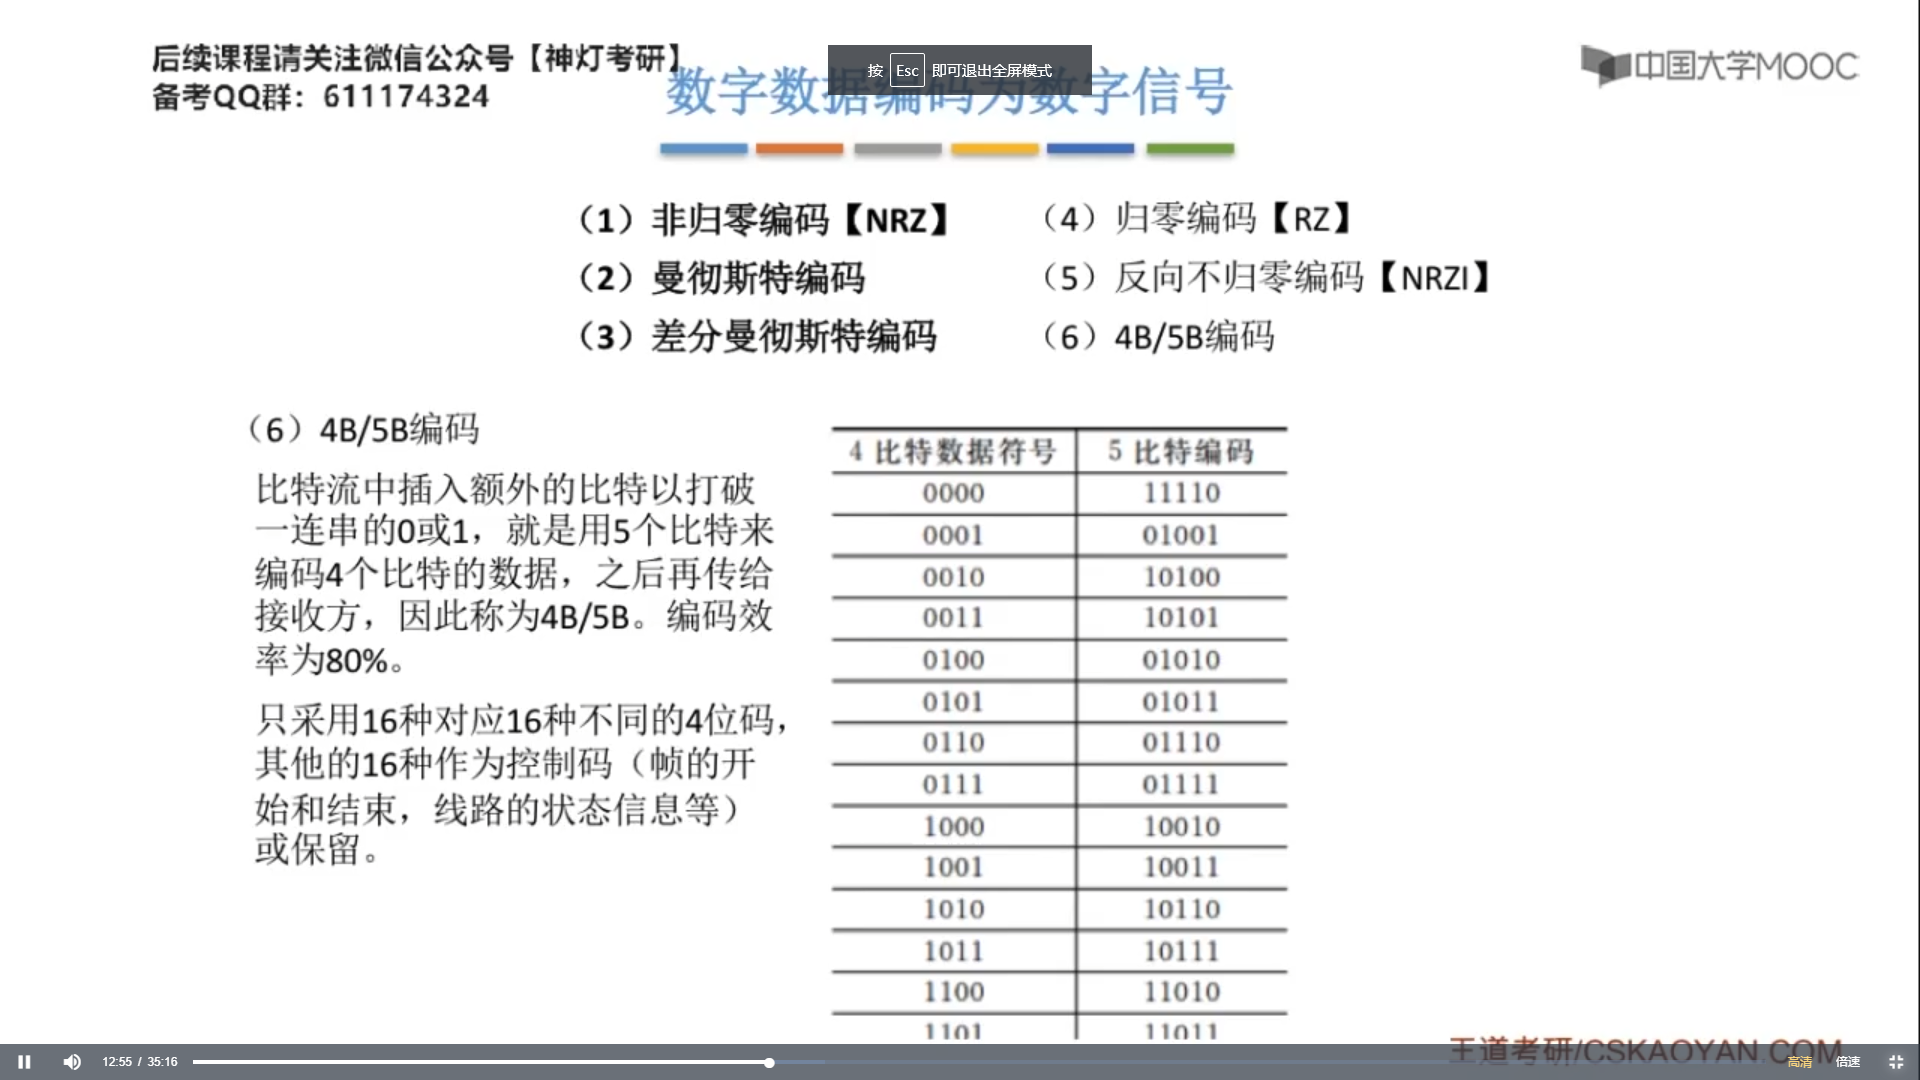 后续课程请关注微信公众号【神灯考研】
备考QQ群：611174324
按 Esc 即可退出全屏模式
数字数据编码为数字信号
中国大学MOOC
（1）非归零编码【NRZ】
（2）曼彻斯特编码
（3）差分曼彻斯特编码
（4）归零编码【RZ】
（5）反向不归零编码【NRZI】
（6）4B/5B编码
（6）4B/5B编码
比特流中插入额外的比特以打破
一连串的0或1，就是用5个比特来
编码4个比特的数据，之后再传给
接收方，因此称为4B/5B。编码效
率为80%。
只采用16种对应16种不同的4位码，
其他的16种作为控制码（帧的开
始和结束，线路的状态信息等）
或保留。
4 比特数据符号 5 比特编码
0000 11110
0001 01001
0010 10100
0011 10101
0100 01010
0101 01011
0110 01110
0111 01111
1000 10010
1001 10011
1010 10110
1011 10111
1100 11010
1101 11011
王道考研/CSKAOYAN.COM
12:55 / 35:16
高清 倍速